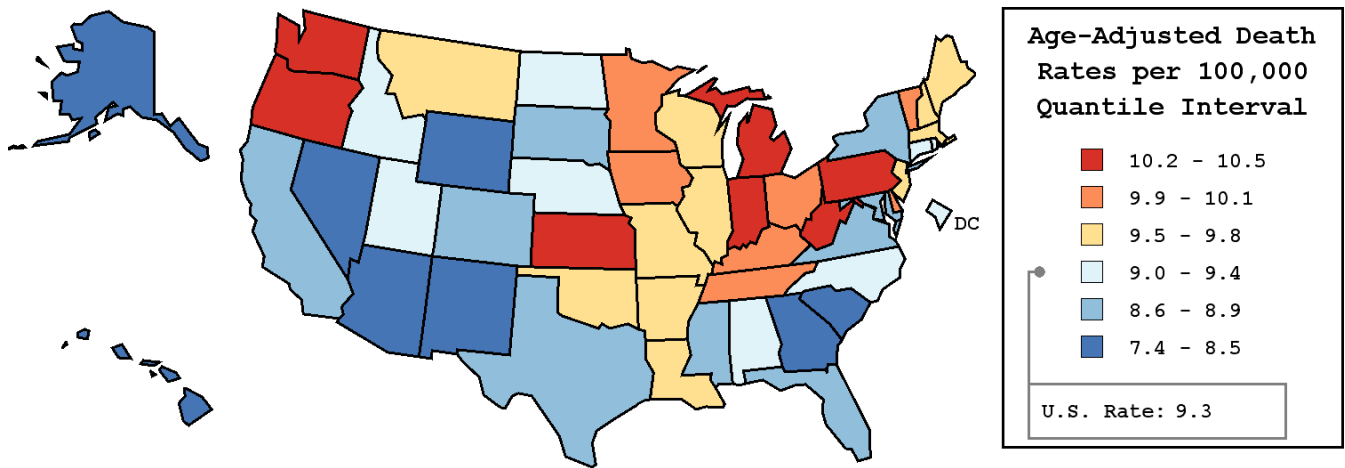 Age-Adjusted Death
Rates per 100,000
Quantile Interval
10.2 - 10.5
9.9 - 10.1
9.5 - 9.8
9.0 - 9.4
8.6 - 8.9
7.4 - 8.5
U.S. Rate: 9.3
DC